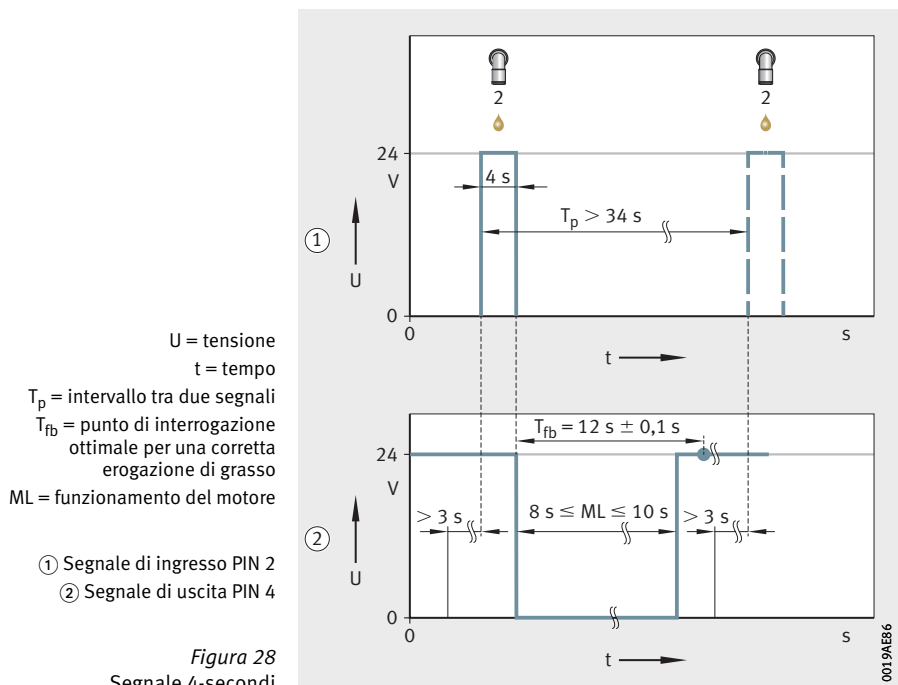 U = tensione
t = tempo
Tp = intervallo tra due segnali
Tfb = punto di interrogazione
ottimale per una corretta
erogazione di grasso
ML = funzionamento del motore
① Segnale di ingresso PIN 2
② Segnale di uscita PIN 4
Figura 28
Segnale 4-secondi
2
2
24
V
4 s
Tp > 34 s
①
U
0
0
s
t
Tfb = 12 s ± 0,1 s
24
V
> 3 s
8 s ≤ ML ≤ 10 s
> 3 s
②
U
0
0
s
t
0019AE86